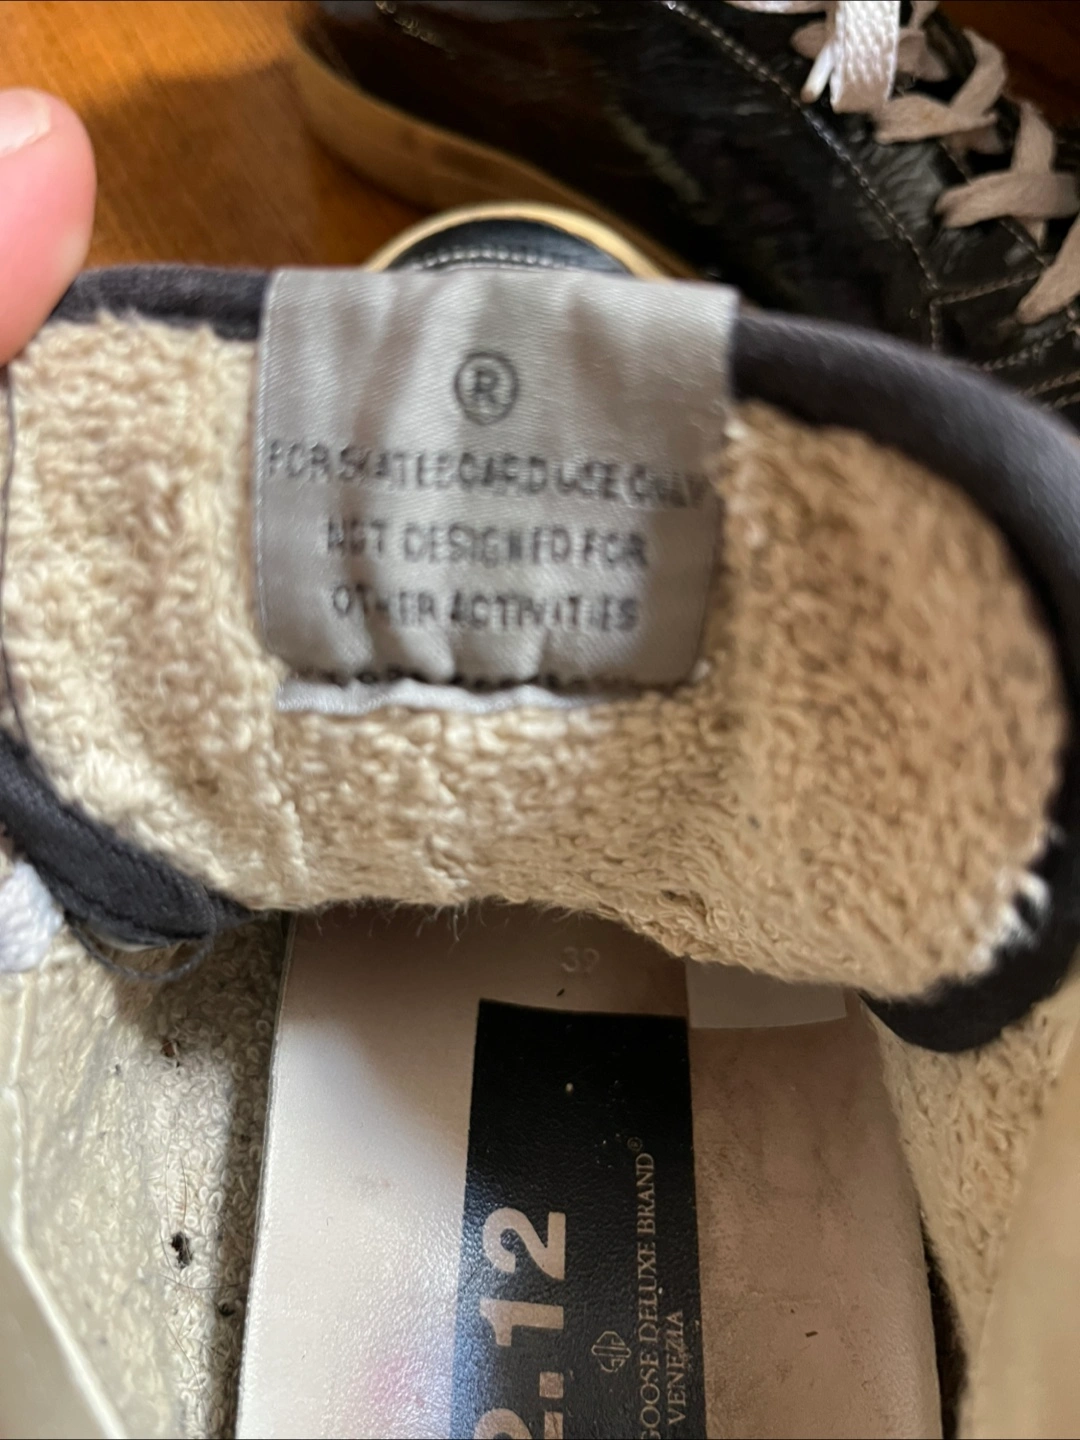 ®
FOR SKATEBOARD USE ONLY
NOT DESIGNED FOR
OTHER ACTIVITIES
39
2.12
GOOSE DELUXE BRAND®
VENEZIA